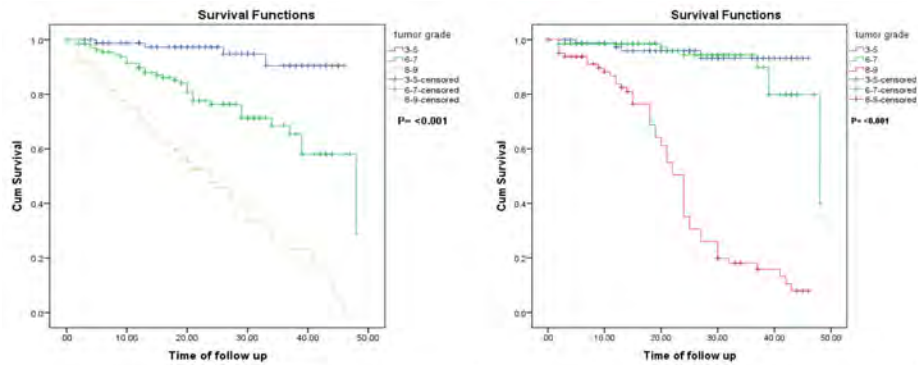 Survival Functions
tumor grade
3-5
6-7
8-9
3-5-censored
6-7-censored
8-9-censored
P= <0.001
Cum Survival
1.0
0.8
0.6
0.4
0.2
0.0
.00
10.00
20.00
30.00
40.00
50.00
Time of follow up
Survival Functions
tumor grade
3-5
6-7
8-9
3-5-censored
6-7-censored
8-9-censored
P= <0.001
Cum Survival
1.0
0.8
0.6
0.4
0.2
0.0
.00
10.00
20.00
30.00
40.00
50.00
Time of follow up